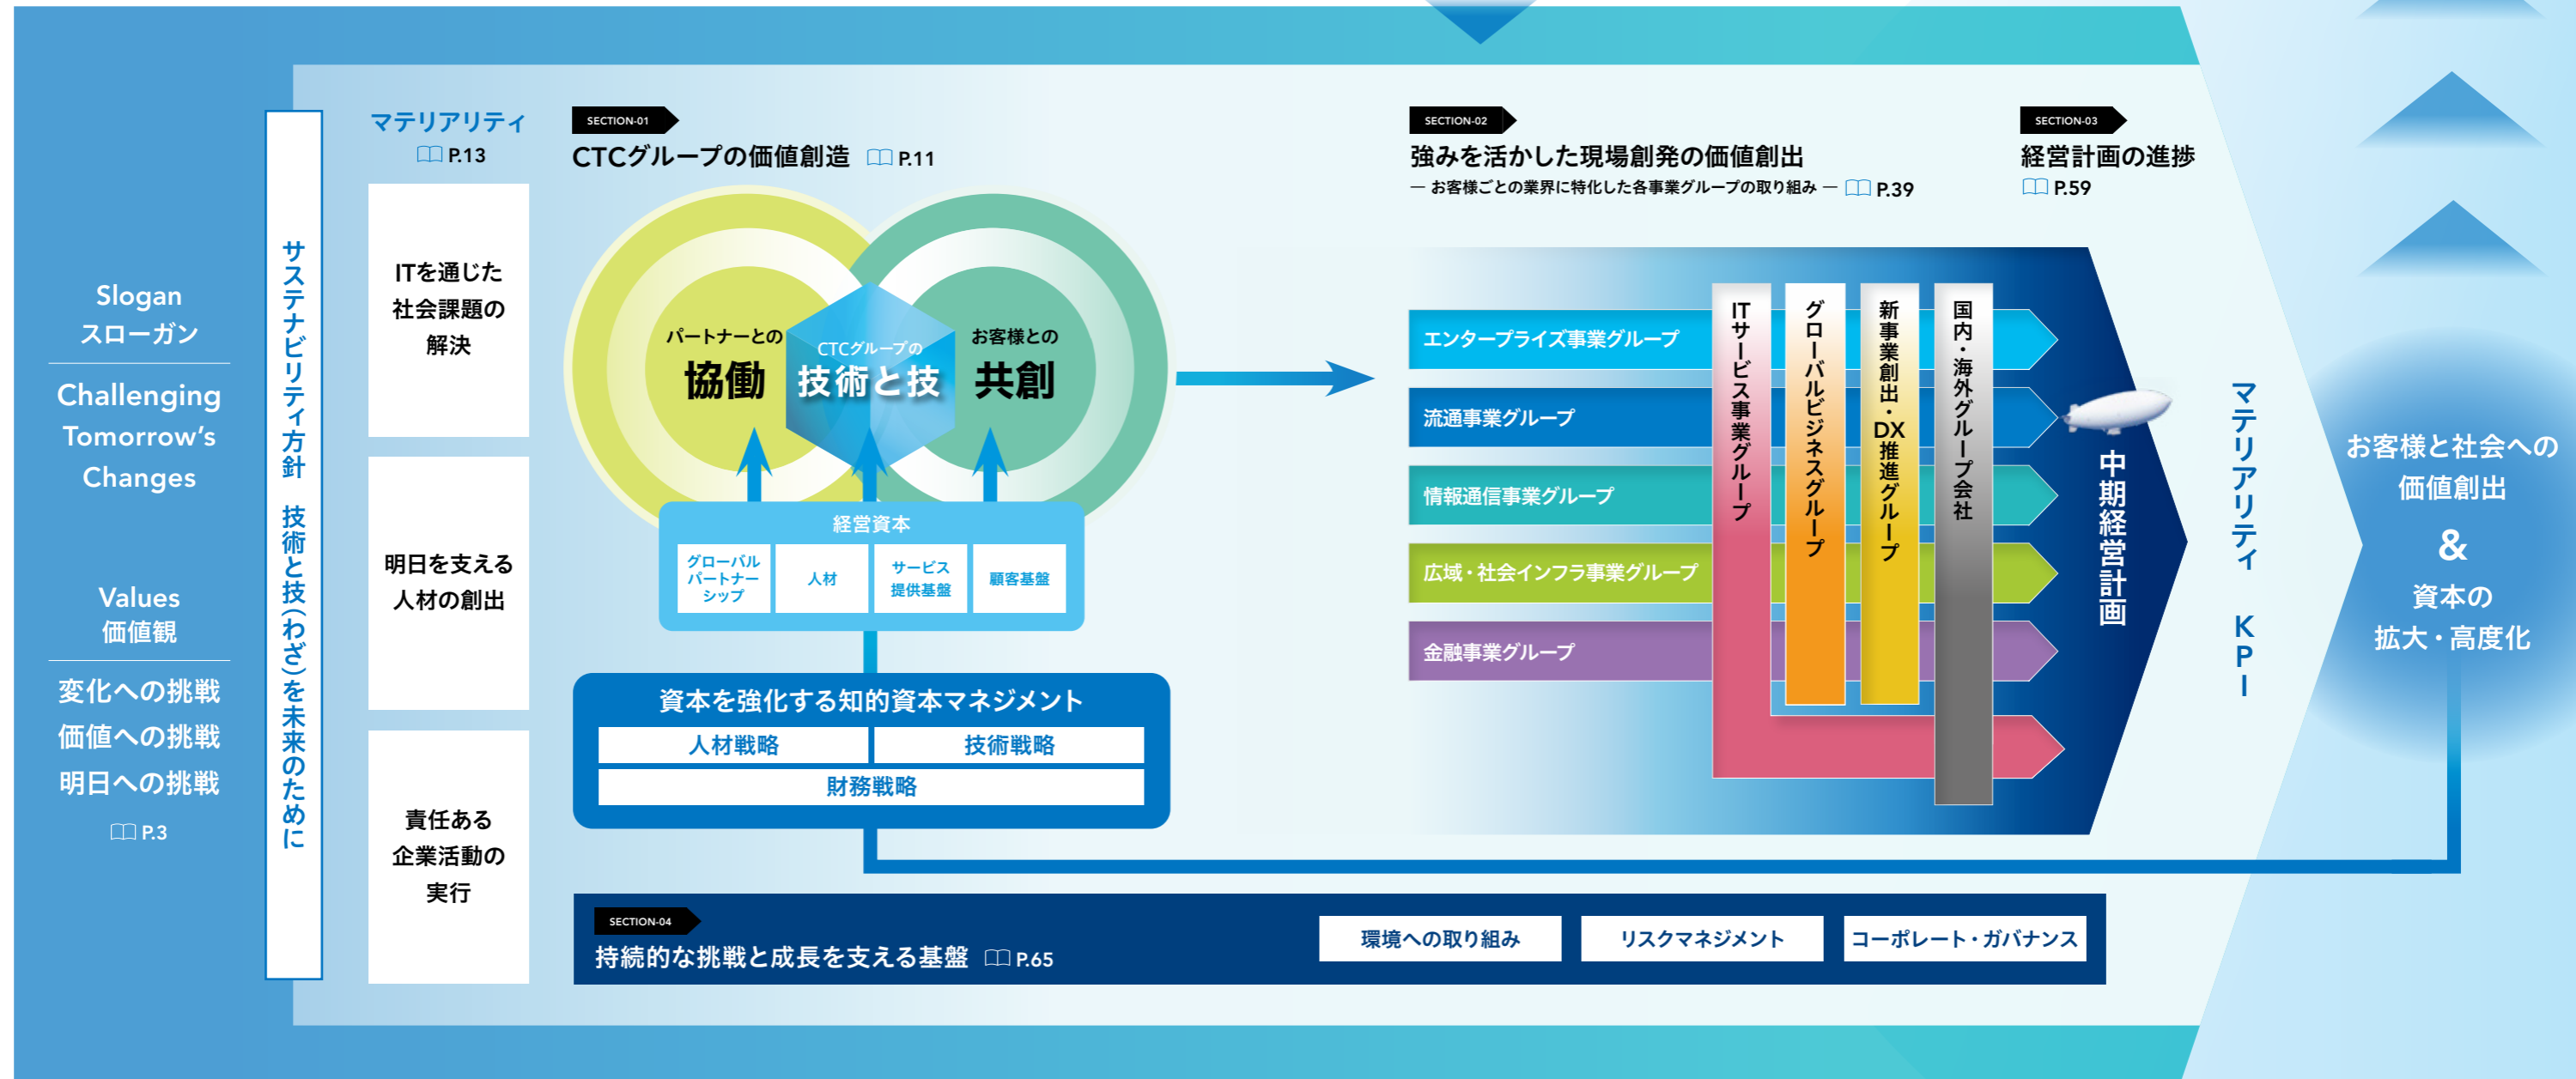 Slogan
スローガン
Challenging
Tomorrow's
Changes
Values
価値観
変化への挑戦
価値への挑戦
明日への挑戦
P.3
サステナビリティ方針 技術と技(わざ)を未来のために
マテリアリティ
P.13
ITを通じた
社会課題の
解決
明日を支える
人材の創出
責任ある
企業活動の
実行
SECTION-01
CTCグループの価値創造 P.11
パートナーとの
協働
CTCグループの
技術と技
お客様との
共創
経営資本
グローバル
パートナー
シップ
人材
サービス
提供基盤
顧客基盤
資本を強化する知的資本マネジメント
人材戦略
技術戦略
財務戦略
SECTION-02
強みを活かした現場創発の価値創出
— お客様ごとの業界に特化した各事業グループの取り組み — P.39
エンタープライズ事業グループ
流通事業グループ
情報通信事業グループ
広域・社会インフラ事業グループ
金融事業グループ
ITサービス事業グループ
グローバルビジネスグループ
新事業創出・DX推進グループ
国内・海外グループ会社
SECTION-03
経営計画の進捗
P.59
中期経営計画
マテリアリティ KPI
お客様と社会への
価値創出
&
資本の
拡大・高度化
SECTION-04
持続的な挑戦と成長を支える基盤 P.65
環境への取り組み
リスクマネジメント
コーポレート・ガバナンス